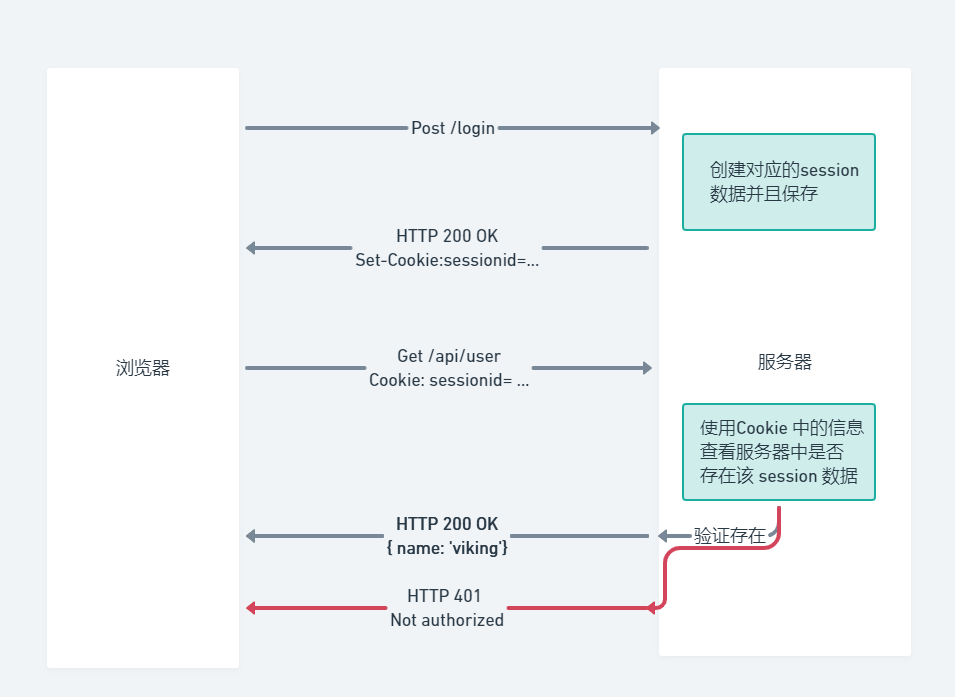 Post /login
创建对应的session
数据并且保存
HTTP 200 OK
Set-Cookie:sessionid=...
浏览器
Get /api/user
Cookie: sessionid= ...
服务器
使用Cookie 中的信息
查看服务器中是否
存在该 session 数据
HTTP 200 OK
{ name: 'viking'}
验证存在
HTTP 401
Not authorized